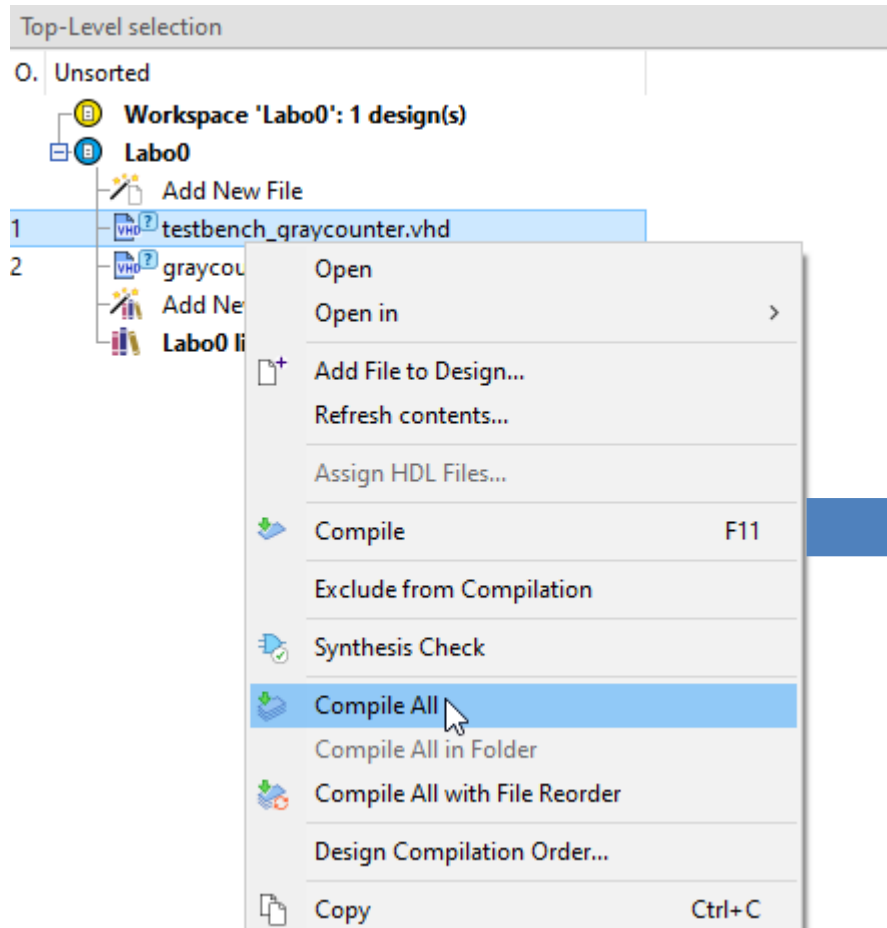 Top-Level selection
O. Unsorted
Workspace 'Labo0': 1 design(s)
Labo0
Add New File
1 VHD ? testbench_graycounter.vhd
2 VHD ? graycou
Add Ne
Labo0 li
Open
Open in
Add File to Design...
Refresh contents...
Assign HDL Files...
Compile F11
Exclude from Compilation
Synthesis Check
Compile All
Compile All in Folder
Compile All with File Reorder
Design Compilation Order...
Copy Ctrl+C